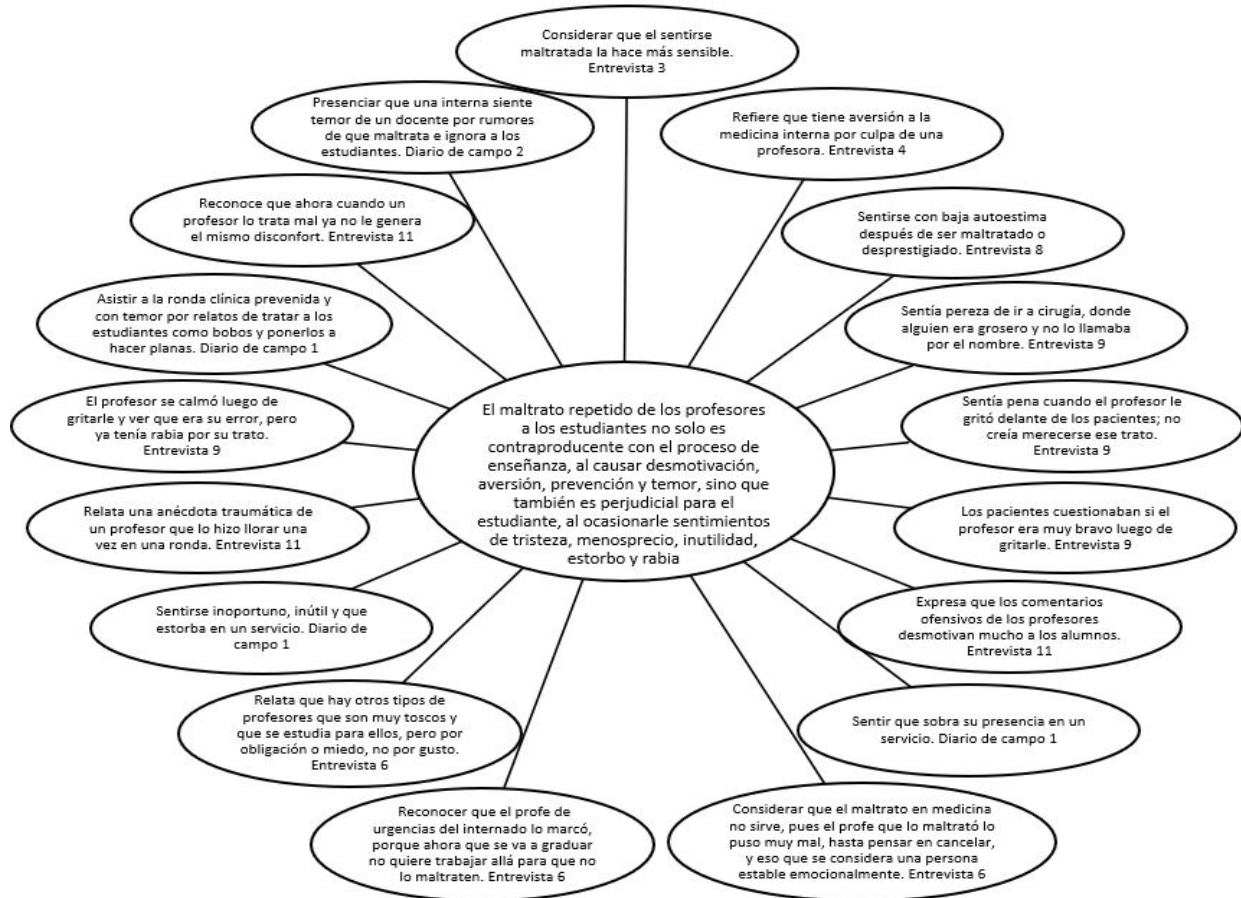 Considerar que el sentirse
maltratada la hace más sensible.
Entrevista 3
Presenciar que una interna siente
temor de un docente por rumores
de que maltrata e ignora a los
estudiantes. Diario de campo 2
Refiere que tiene aversión a la
medicina interna por culpa de una
profesora. Entrevista 4
Reconoce que ahora cuando un
profesor lo trata mal ya no le genera
el mismo disconfort. Entrevista 11
Sentirse con baja autoestima
después de ser maltratado o
desprestigiado. Entrevista 8
Asistir a la ronda clínica prevenida y
con temor por relatos de tratar a los
estudiantes como bobos y ponerlos a
hacer planas. Diario de campo 1
Sentía pereza de ir a cirugía, donde
alguien era grosero y no lo llamaba
por el nombre. Entrevista 9
El profesor se calmó luego de
gritarle y ver que era su error, pero
ya tenía rabia por su trato.
Entrevista 9
El maltrato repetido de los profesores
a los estudiantes no solo es
contraproducente con el proceso de
enseñanza, al causar desmotivación,
aversión, prevención y temor, sino que
también es perjudicial para el
estudiante, al ocasionarle sentimientos
de tristeza, menosprecio, inutilidad,
estorbo y rabia
Sentía pena cuando el profesor le
gritó delante de los pacientes; no
creía merecerse ese trato.
Entrevista 9
Relata una anécdota traumática de
un profesor que lo hizo llorar una
vez en una ronda. Entrevista 11
Los pacientes cuestionaban si el
profesor era muy bravo luego de
gritarle. Entrevista 9
Sentirse inoportuno, inútil y que
estorba en un servicio. Diario de
campo 1
Expresa que los comentarios
ofensivos de los profesores
desmotivan mucho a los alumnos.
Entrevista 11
Relata que hay otros tipos de
profesores que son muy toscos y
que se estudia para ellos, pero por
obligación o miedo, no por gusto.
Entrevista 6
Sentir que sobra su presencia en un
servicio. Diario de campo 1
Reconocer que el profe de
urgencias del internado lo marcó,
porque ahora que se va a graduar
no quiere trabajar allá para que no
lo maltraten. Entrevista 6
Considerar que el maltrato en medicina
no sirve, pues el profe que lo maltrató lo
puso muy mal, hasta pensar en cancelar,
y eso que se considera una persona
estable emocionalmente. Entrevista 6